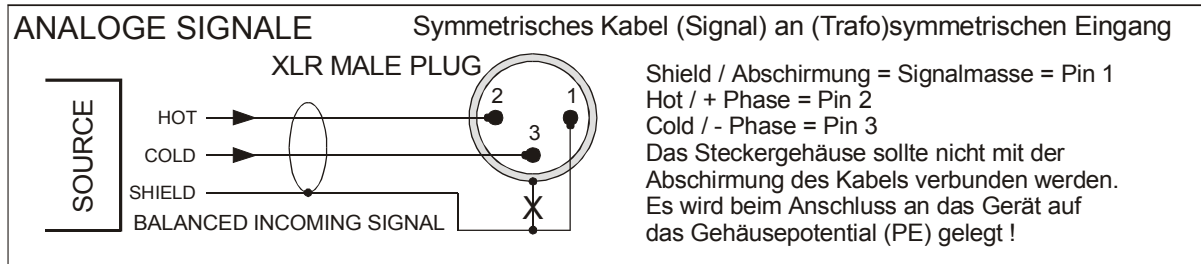 ANALOGE SIGNALE
Symmetrisches Kabel (Signal) an (Trafo)symmetrischen Eingang
XLR MALE PLUG
SOURCE
HOT
COLD
SHIELD
BALANCED INCOMING SIGNAL
2
1
3
X
Shield / Abschirmung = Signalmasse = Pin 1
Hot / + Phase = Pin 2
Cold / - Phase = Pin 3
Das Steckergehäuse sollte nicht mit der
Abschirmung des Kabels verbunden werden.
Es wird beim Anschluss an das Gerät auf
das Gehäusepotential (PE) gelegt !